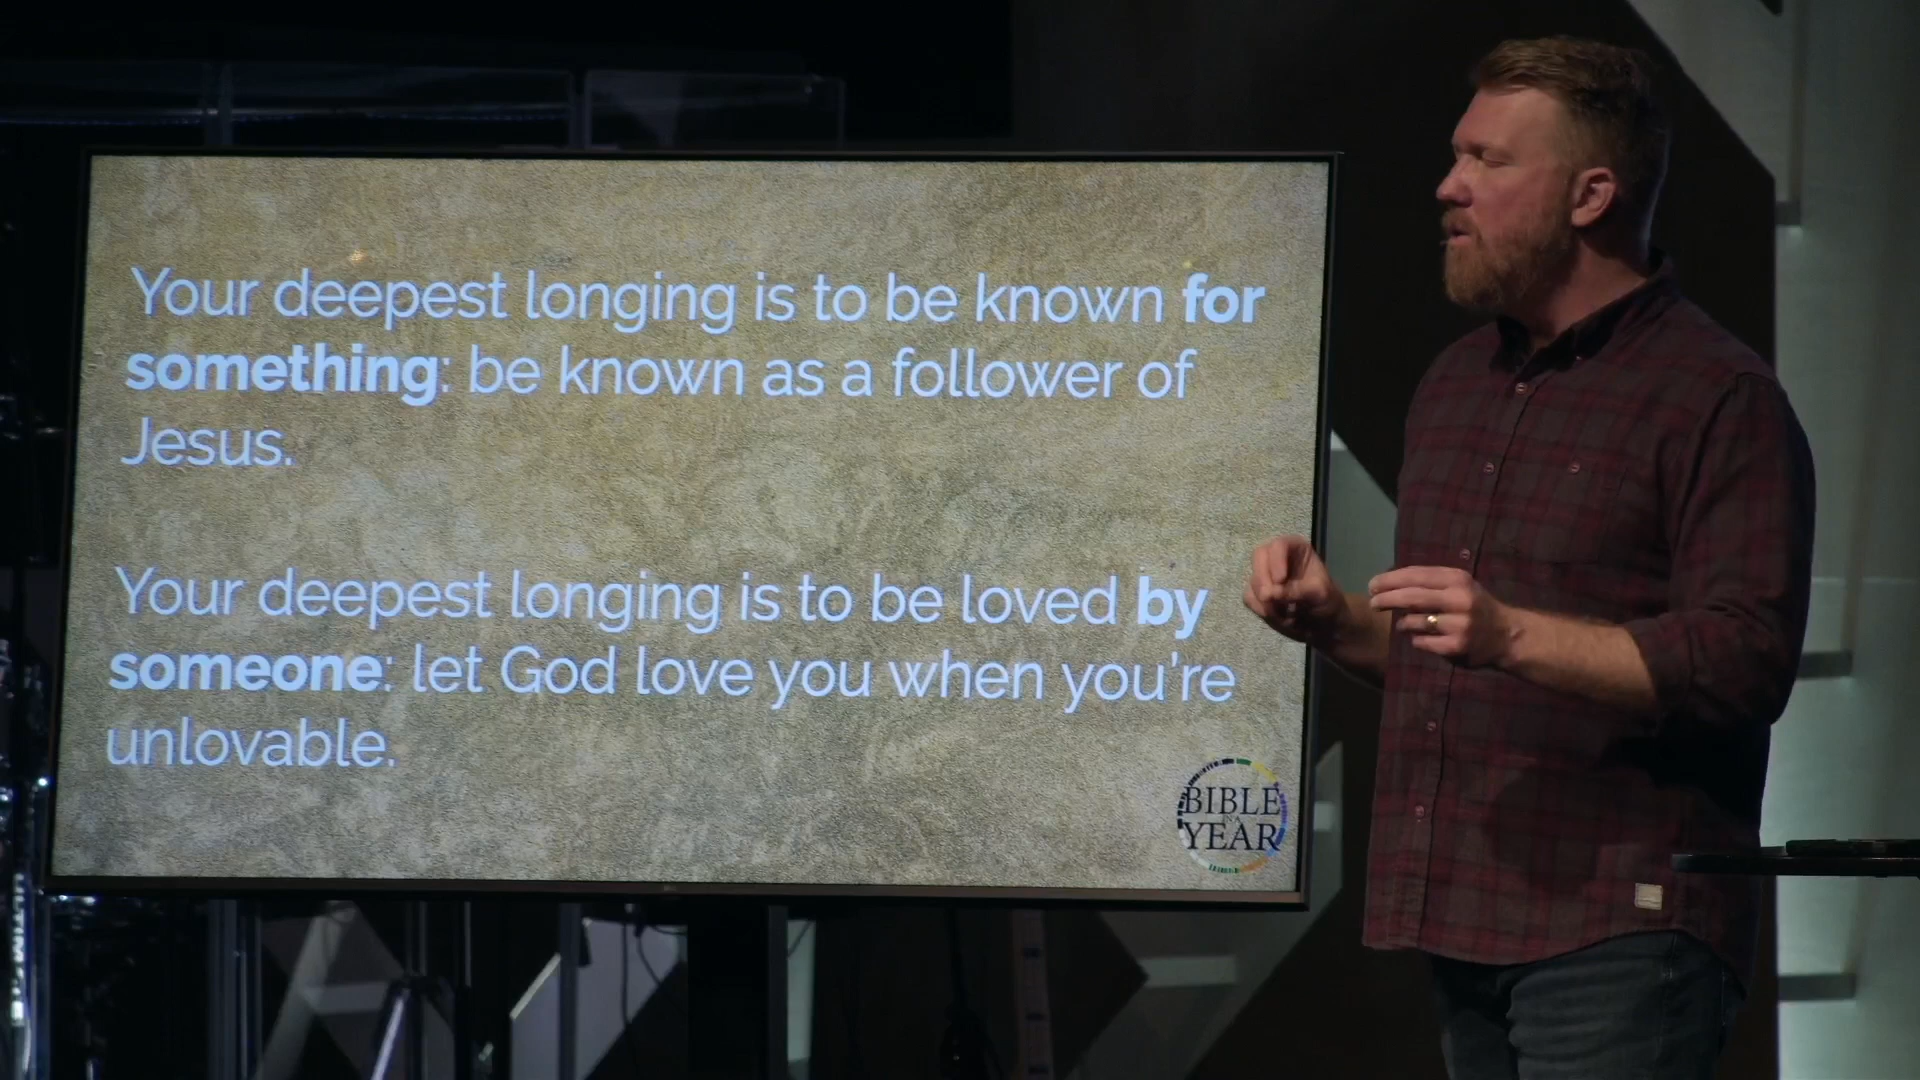 Your deepest longing is to be known for
something: be known as a follower of
Jesus.
Your deepest longing is to be loved by
someone: let God love you when you're
unlovable.
BIBLE
IN A
YEAR